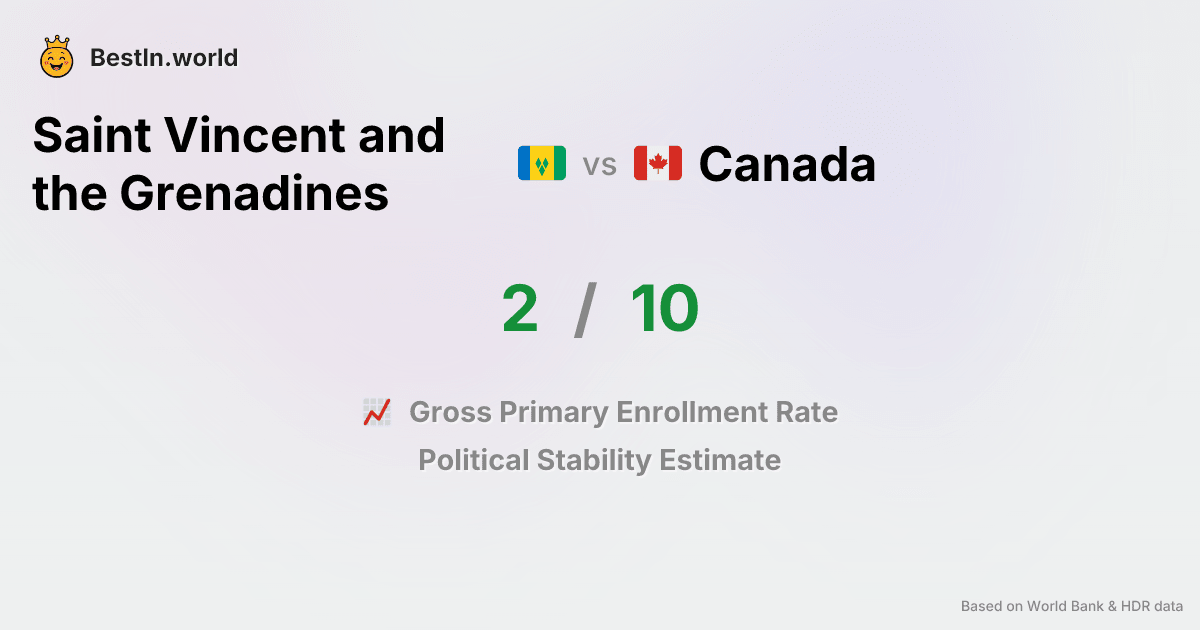 BestIn.world
Saint Vincent and
the Grenadines
vs
Canada
2 / 10
Gross Primary Enrollment Rate
Political Stability Estimate
Based on World Bank & HDR data